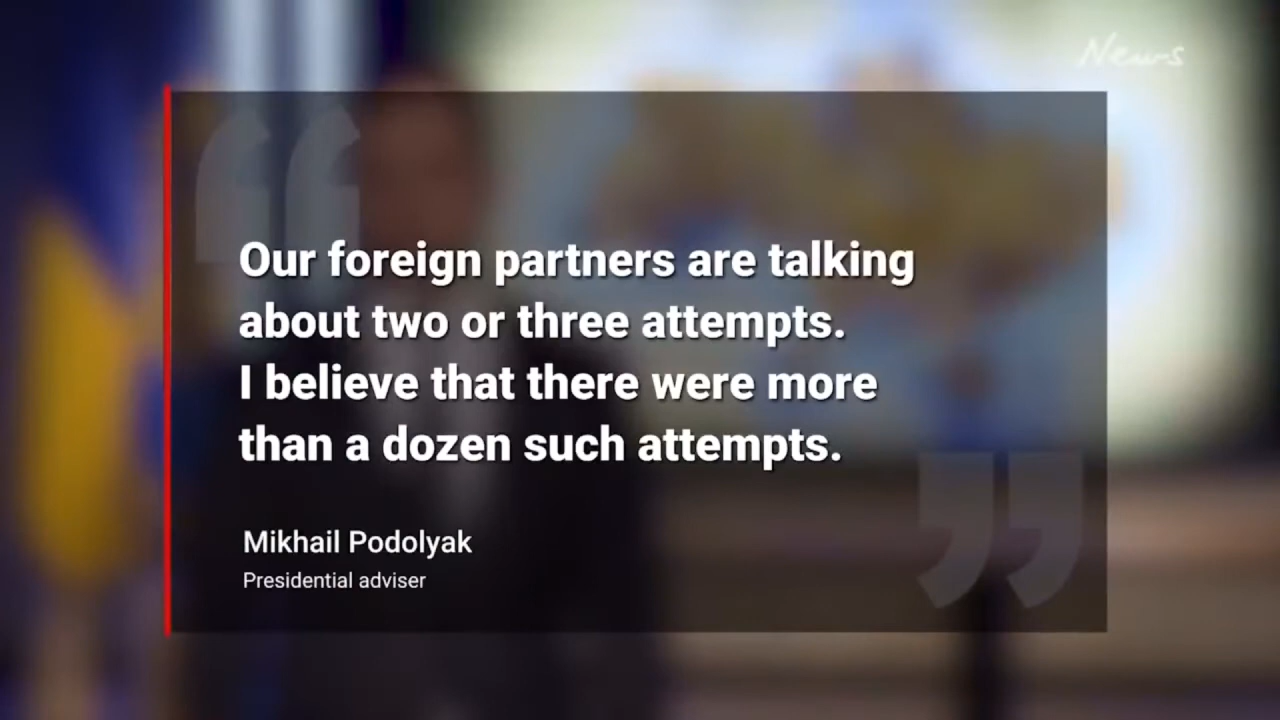 News
Our foreign partners are talking
about two or three attempts.
I believe that there were more
than a dozen such attempts.
Mikhail Podolyak
Presidential adviser